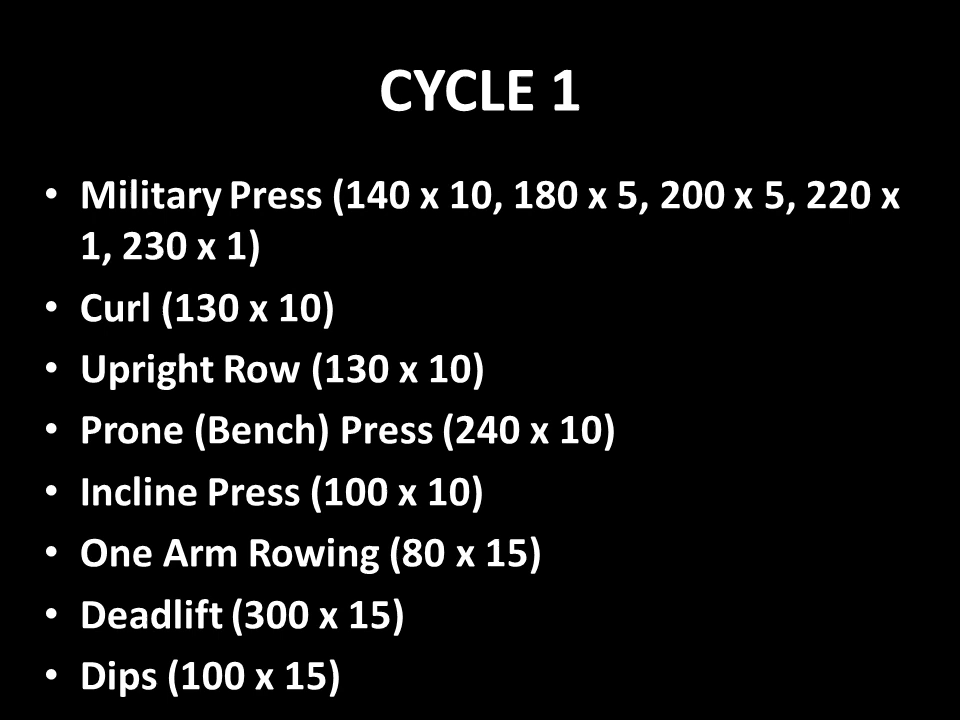 CYCLE 1
• Military Press (140 x 10, 180 x 5, 200 x 5, 220 x
1, 230 x 1)
• Curl (130 x 10)
• Upright Row (130 x 10)
• Prone (Bench) Press (240 x 10)
• Incline Press (100 x 10)
• One Arm Rowing (80 x 15)
• Deadlift (300 x 15)
• Dips (100 x 15)